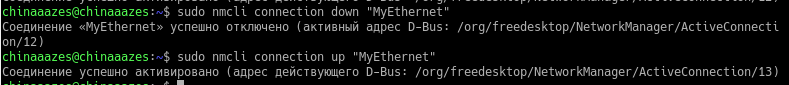 chinaaazes@chinaaazes:~$ sudo nmcli connection down "MyEthernet"
Соединение «MyEthernet» успешно отключено (активный адрес D-Bus: /org/freedesktop/NetworkManager/ActiveConnecti
on/12)
chinaaazes@chinaaazes:~$ sudo nmcli connection up "MyEthernet"
Соединение успешно активировано (адрес действующего D-Bus: /org/freedesktop/NetworkManager/ActiveConnection/13)
chinaaazes@chinaaazes:~$